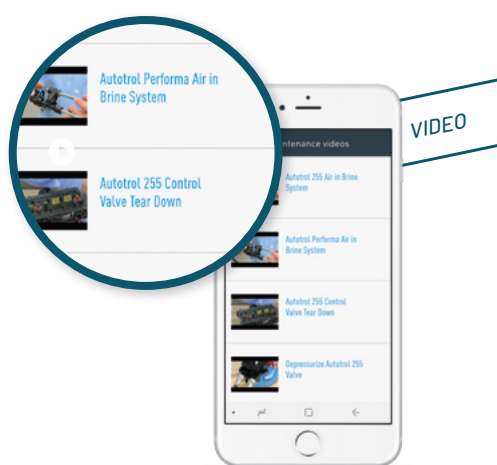 Autotrol Performa Air in
Brine System
Autotrol 255 Control
Valve Tear Down
VIDEO
ntenance videos
Autotrol 255 Air in Brine
System
Autotrol Performa Air in
Brine System
Autotrol 255 Control
Valve Tear Down
Depressurize Autotrol 255
Valve